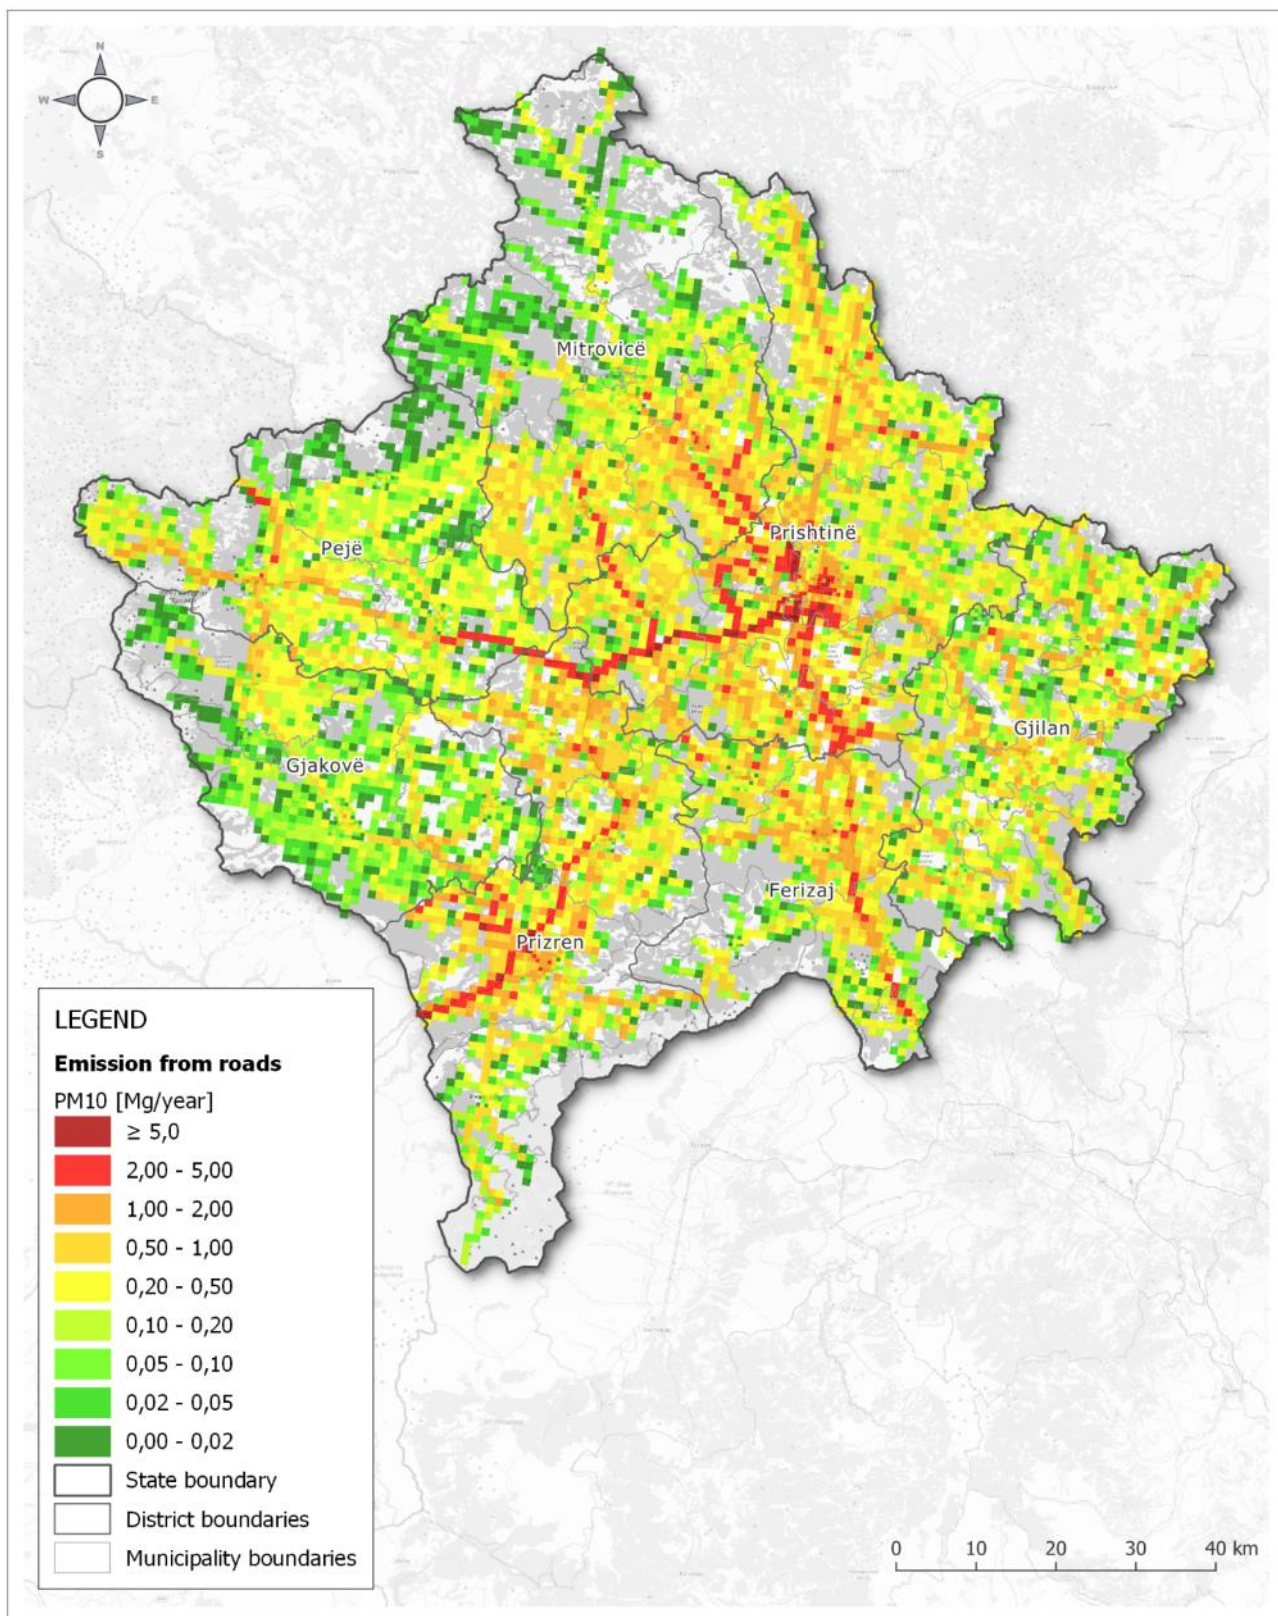 N
W E
S
Mitrovicë
Prishtinë
Pejë
Gjilan
Gjakovë
Ferizaj
Prizren
LEGEND
Emission from roads
PM10 [Mg/year]
≥ 5,0
2,00 - 5,00
1,00 - 2,00
0,50 - 1,00
0,20 - 0,50
0,10 - 0,20
0,05 - 0,10
0,02 - 0,05
0,00 - 0,02
State boundary
District boundaries
Municipality boundaries
0 10 20 30 40 km